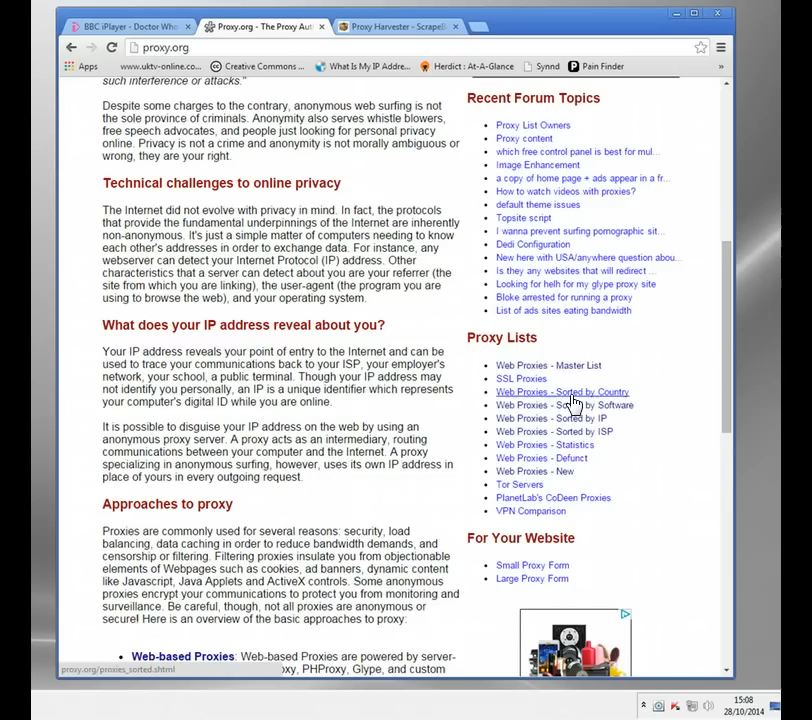 BBC iPlayer - Doctor Who
Proxy.org - The Proxy Aut
Proxy Harvester - ScrapeB
proxy.org
Apps
www.uktv-online.co...
Creative Commons ...
What Is My IP Addre...
Herdict : At-A-Glance
Synnd
Pain Finder
»
such interference or attacks."
Despite some charges to the contrary, anonymous web surfing is not
the sole province of criminals. Anonymity also serves whistle blowers,
free speech advocates, and people just looking for personal privacy
online. Privacy is not a crime and anonymity is not morally ambiguous or
wrong, they are your right.
Technical challenges to online privacy
The Internet did not evolve with privacy in mind. In fact, the protocols
that provide the fundamental underpinnings of the Internet are inherently
non-anonymous. It's just a simple matter of computers needing to know
each other's addresses in order to exchange data. For instance, any
webserver can detect your Internet Protocol (IP) address. Other
characteristics that a server can detect about you are your referrer (the
site from which you are linking), the user-agent (the program you are
using to browse the web), and your operating system.
What does your IP address reveal about you?
Your IP address reveals your point of entry to the Internet and can be
used to trace your communications back to your ISP, your employer's
network, your school, a public terminal. Though your IP address may
not identify you personally, an IP is a unique identifier which represents
your computer's digital ID while you are online.
It is possible to disguise your IP address on the web by using an
anonymous proxy server. A proxy acts as an intermediary, routing
communications between your computer and the Internet. A proxy
specializing in anonymous surfing, however, uses its own IP address in
place of yours in every outgoing request.
Approaches to proxy
Proxies are commonly used for several reasons: security, load
balancing, data caching in order to reduce bandwidth demands, and
censorship or filtering. Filtering proxies insulate you from objectionable
elements of Webpages such as cookies, ad banners, dynamic content
like Javascript, Java Applets and ActiveX controls. Some anonymous
proxies encrypt your communications to protect you from monitoring and
surveillance. Be careful, though, not all proxies are anonymous or
secure! Here is an overview of the basic approaches to proxy:
• Web-based Proxies: Web-based Proxies are powered by server-
oxy, PHProxy, Glype, and custom
proxy.org/proxies_sorted.shtml
Recent Forum Topics
• Proxy List Owners
• Proxy content
• which free control panel is best for mul...
• Image Enhancement
• a copy of home page + ads appear in a fr...
• How to watch videos with proxies?
• default theme issues
• Topsite script
• I wanna prevent surfing pornographic sit...
• Dedi Configuration
• New here with USA/anywhere question abou...
• Is they any websites that will redirect ...
• Looking for helh for my glype proxy site
• Bloke arrested for running a proxy
• List of ads sites eating bandwidth
Proxy Lists
• Web Proxies - Master List
• SSL Proxies
• Web Proxies - Sorted by Country
• Web Proxies - Sorted by Software
• Web Proxies - Sorted by IP
• Web Proxies - Sorted by ISP
• Web Proxies - Statistics
• Web Proxies - Defunct
• Web Proxies - New
• Tor Servers
• PlanetLab's CoDeen Proxies
• VPN Comparison
For Your Website
• Small Proxy Form
• Large Proxy Form
15:08
28/10/2014